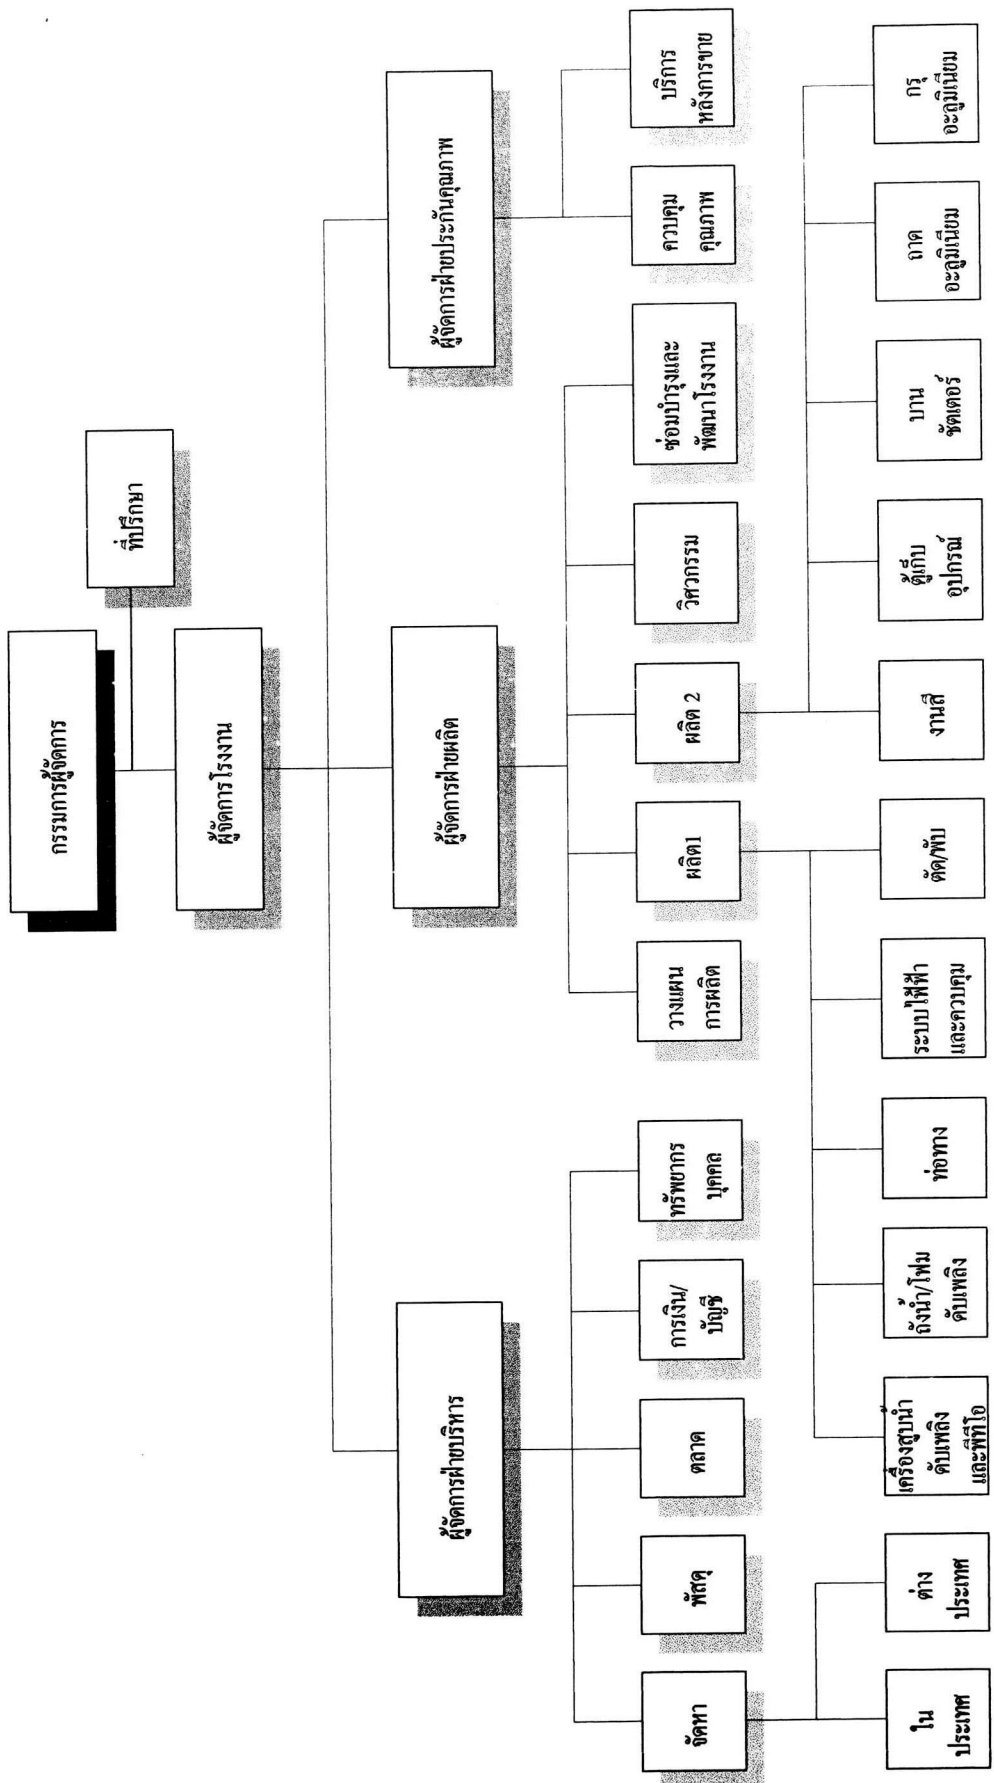 กรรมการผู้จัดการ
ที่ปรึกษา
ผู้จัดการโรงงาน
ผู้จัดการฝ่ายบริหาร
ผู้จัดการฝ่ายผลิต
ผู้จัดการฝ่ายประกันคุณภาพ
จัดหา
พัสดุ
ตลาด
การเงิน/
บัญชี
ทรัพยากร
บุคคล
วางแผน
การผลิต
ผลิต1
ผลิต 2
วิศวกรรม
ซ่อมบำรุงและ
พัฒนาโรงงาน
ควบคุม
คุณภาพ
บริการ
หลังการขาย
ใน
ประเทศ
ต่าง
ประเทศ
เครื่องสูบน้ำ
ดับเพลิง
และพีทีโอ
ถังน้ำ/โฟม
ดับเพลิง
ท่อทาง
ระบบไฟฟ้า
และควบคุม
ตัด/พับ
งานสี
ตู้เก็บ
อุปกรณ์
บาน
ชัตเตอร์
ถาด
อะลูมิเนียม
กรุ
อะลูมิเนียม